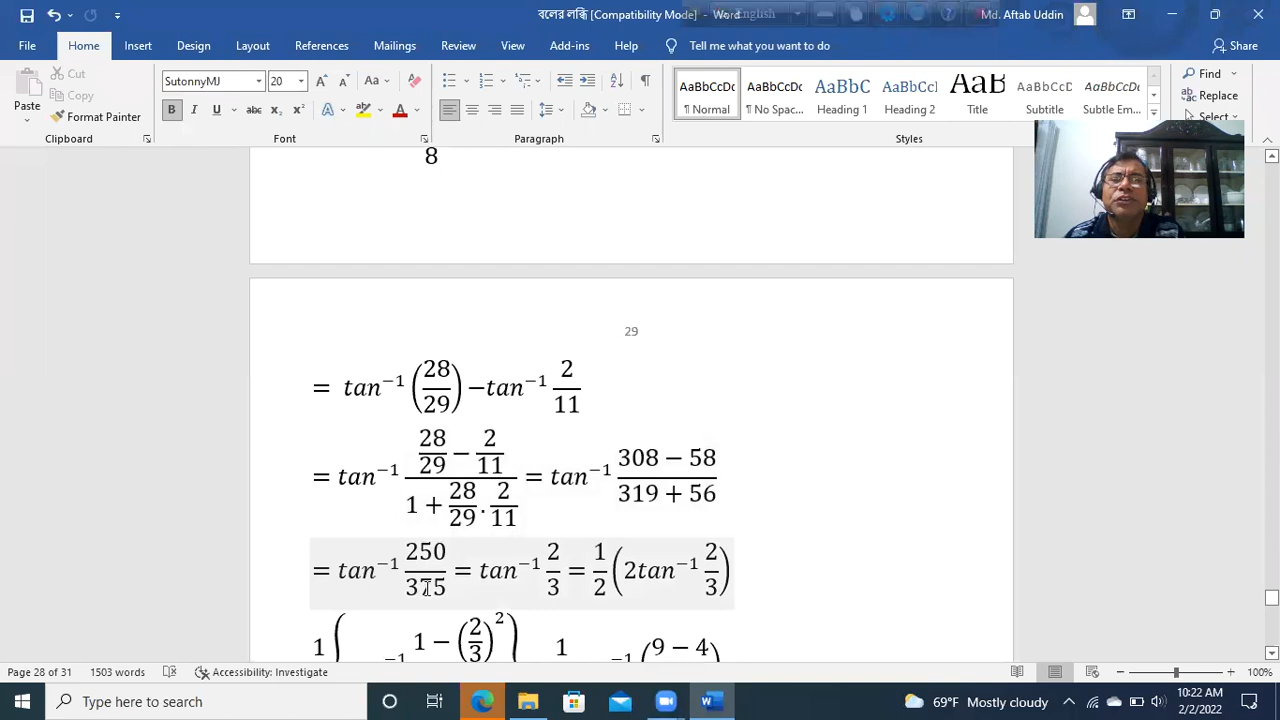 বলের লব্ধি [Compatibility Mode] - Word
English
Md. Aftab Uddin
File Home Insert Design Layout References Mailings Review View Add-ins Help Tell me what you want to do Share
Paste
Cut
Copy
Format Painter
Clipboard
SutonnyMJ 20
Font
Paragraph
AaBbCcDc ¶ Normal
AaBbCcDc ¶ No Spac...
AaBbC Heading 1
AaBbCcI Heading 2
AaB Title
AaBbCcD Subtitle
AaBbCcD Subtle Em...
Styles
Find
Replace
Select
8
29
= tan⁻¹(28/29) −tan⁻¹ 2/11
= tan⁻¹ (28/29 − 2/11)/(1 + 28/29 . 2/11) = tan⁻¹ (308 − 58)/(319 + 56)
= tan⁻¹ 250/375 = tan⁻¹ 2/3 = 1/2 (2tan⁻¹ 2/3)
Page 28 of 31 1503 words Accessibility: Investigate 100%
Type here to search
69°F Mostly cloudy
10:22 AM
2/2/2022